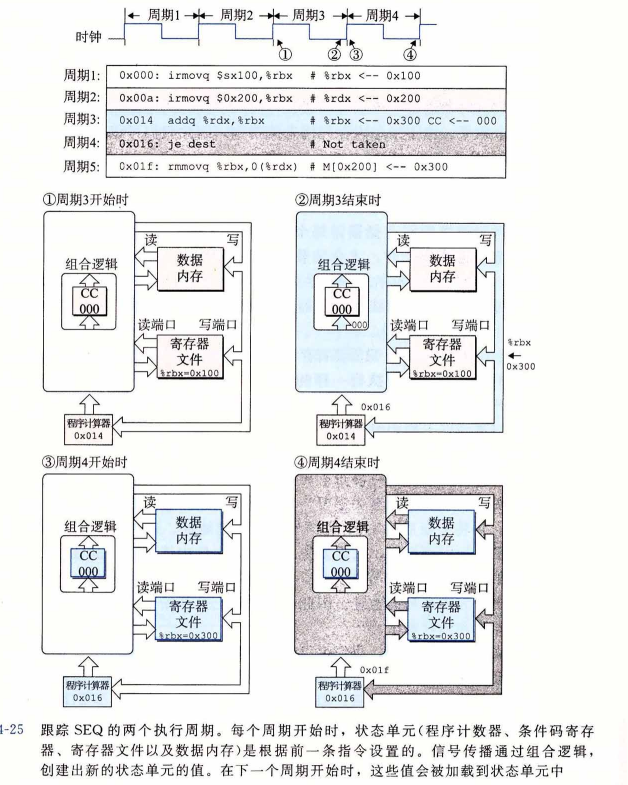 周期1 周期2 周期3 周期4
时钟
① ② ③ ④
周期1: 0x000: irmovq $sx100,%rbx # %rbx <-- 0x100
周期2: 0x00a: irmovq $0x200,%rbx # %rdx <-- 0x200
周期3: 0x014 addq %rdx,%rbx # %rbx <-- 0x300 CC <-- 000
周期4: 0x016: je dest # Not taken
周期5: 0x01f: rmmovq %rbx,0(%rdx) # M[0x200] <-- 0x300
①周期3开始时
读 写
组合逻辑
数据
内存
CC
000
读端口 写端口
寄存器
文件
%rbx=0x100
程序计算器
0x014
②周期3结束时
读 写
组合逻辑
数据
内存
CC
000
000
读端口 写端口
寄存器
文件
%rbx=0x100
%rbx
0x300
0x016
程序计算器
0x014
③周期4开始时
读 写
组合逻辑
数据
内存
CC
000
读端口 写端口
寄存器
文件
%rbx=0x300
程序计算器
0x016
④周期4结束时
读 写
组合逻辑
数据
内存
CC
000
读端口 写端口
寄存器
文件
%rbx=0x300
0x01f
程序计算器
0x016
4-25 跟踪 SEQ 的两个执行周期。每个周期开始时，状态单元(程序计数器、条件码寄存
器、寄存器文件以及数据内存)是根据前一条指令设置的。信号传播通过组合逻辑，
创建出新的状态单元的值。在下一个周期开始时，这些值会被加载到状态单元中